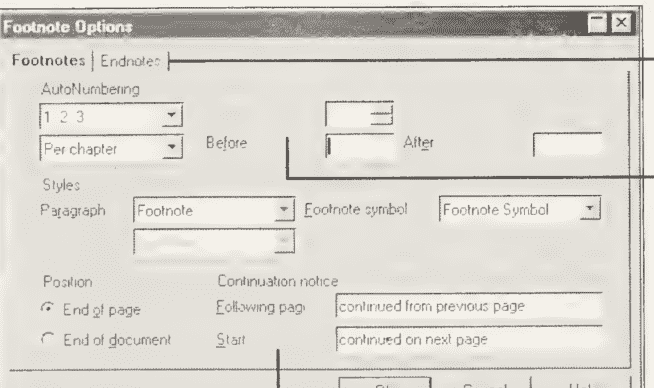 Footnote Options
Footnotes Endnotes
AutoNumbering
1 2 3
Per chapter Before After
Styles
Paragraph Footnote Footnote symbol Footnote Symbol
Position Continuation notice
End of page Following pag continued from previous page
End of document Start continued on next page